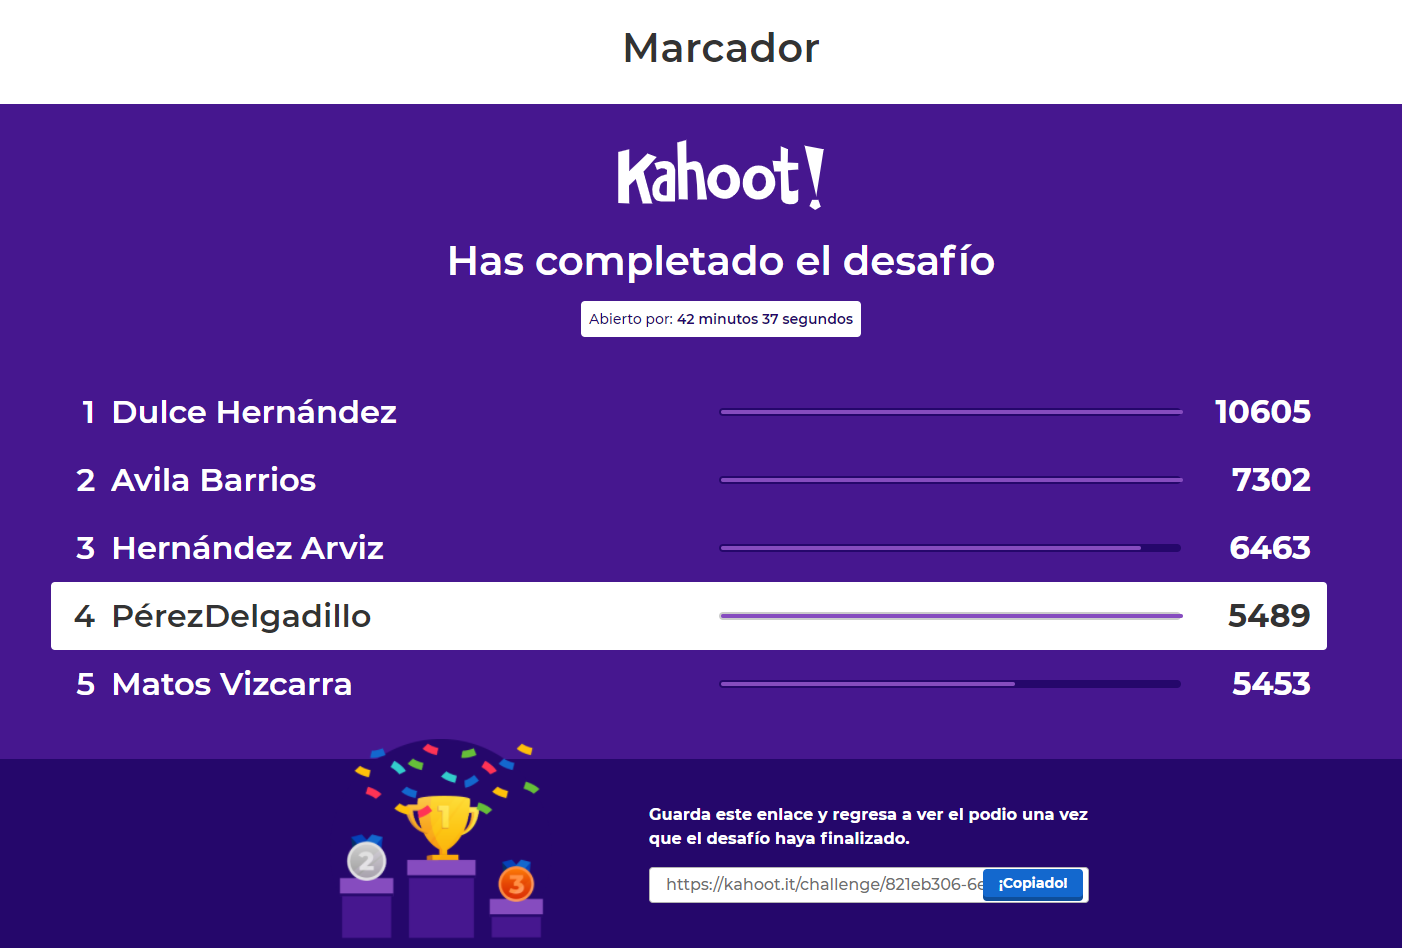 Marcador
Kahoot!
Has completado el desafío
Abierto por: 42 minutos 37 segundos
1 Dulce Hernández 10605
2 Avila Barrios 7302
3 Hernández Arviz 6463
4 PérezDelgadillo 5489
5 Matos Vizcarra 5453
1
2
3
Guarda este enlace y regresa a ver el podio una vez
que el desafío haya finalizado.
https://kahoot.it/challenge/821eb306-6e ¡Copiado!